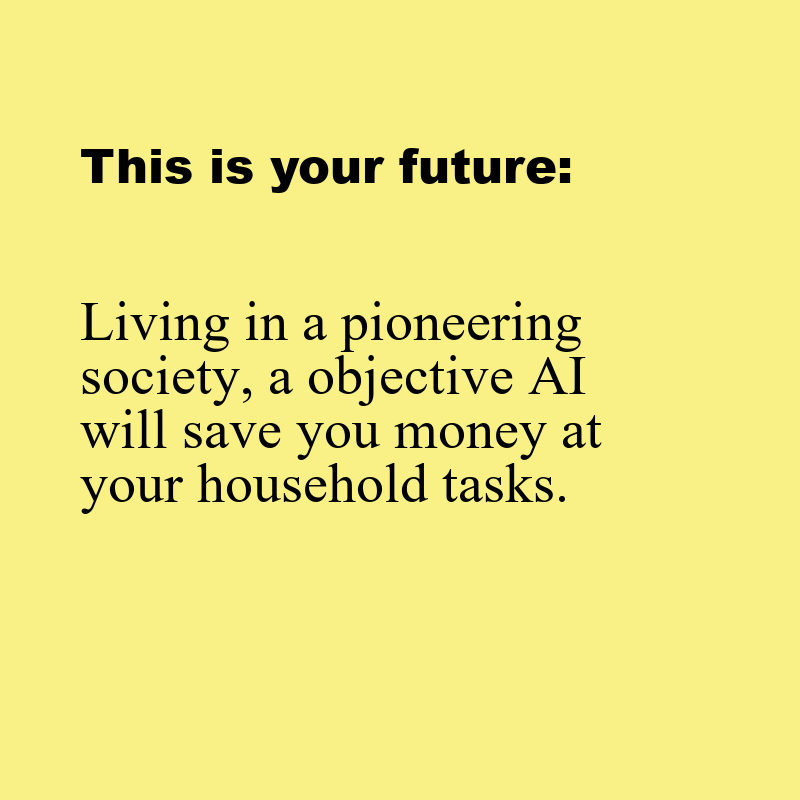 This is your future:
Living in a pioneering
society, a objective AI
will save you money at
your household tasks.